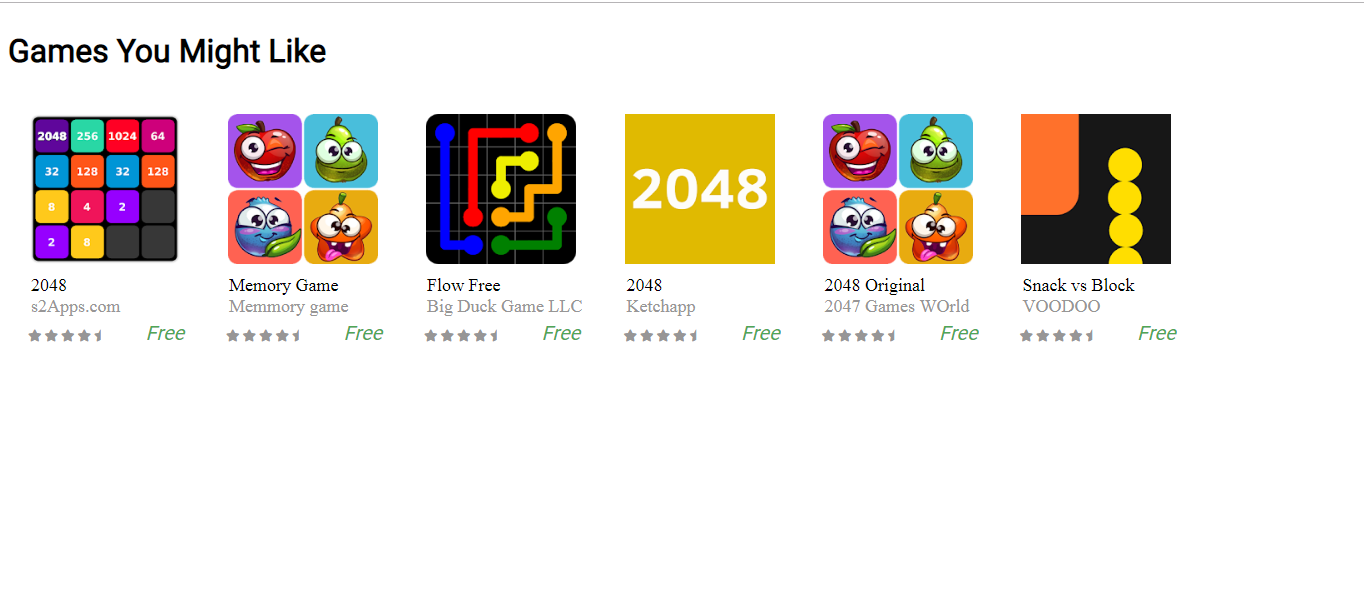 Games You Might Like
2048 256 1024 64
32 128 32 128
8 4 2
2 8
2048
2048
s2Apps.com
Free
Memory Game
Memmory game
Free
Flow Free
Big Duck Game LLC
Free
2048
Ketchapp
Free
2048 Original
2047 Games WOrld
Free
Snack vs Block
VOODOO
Free